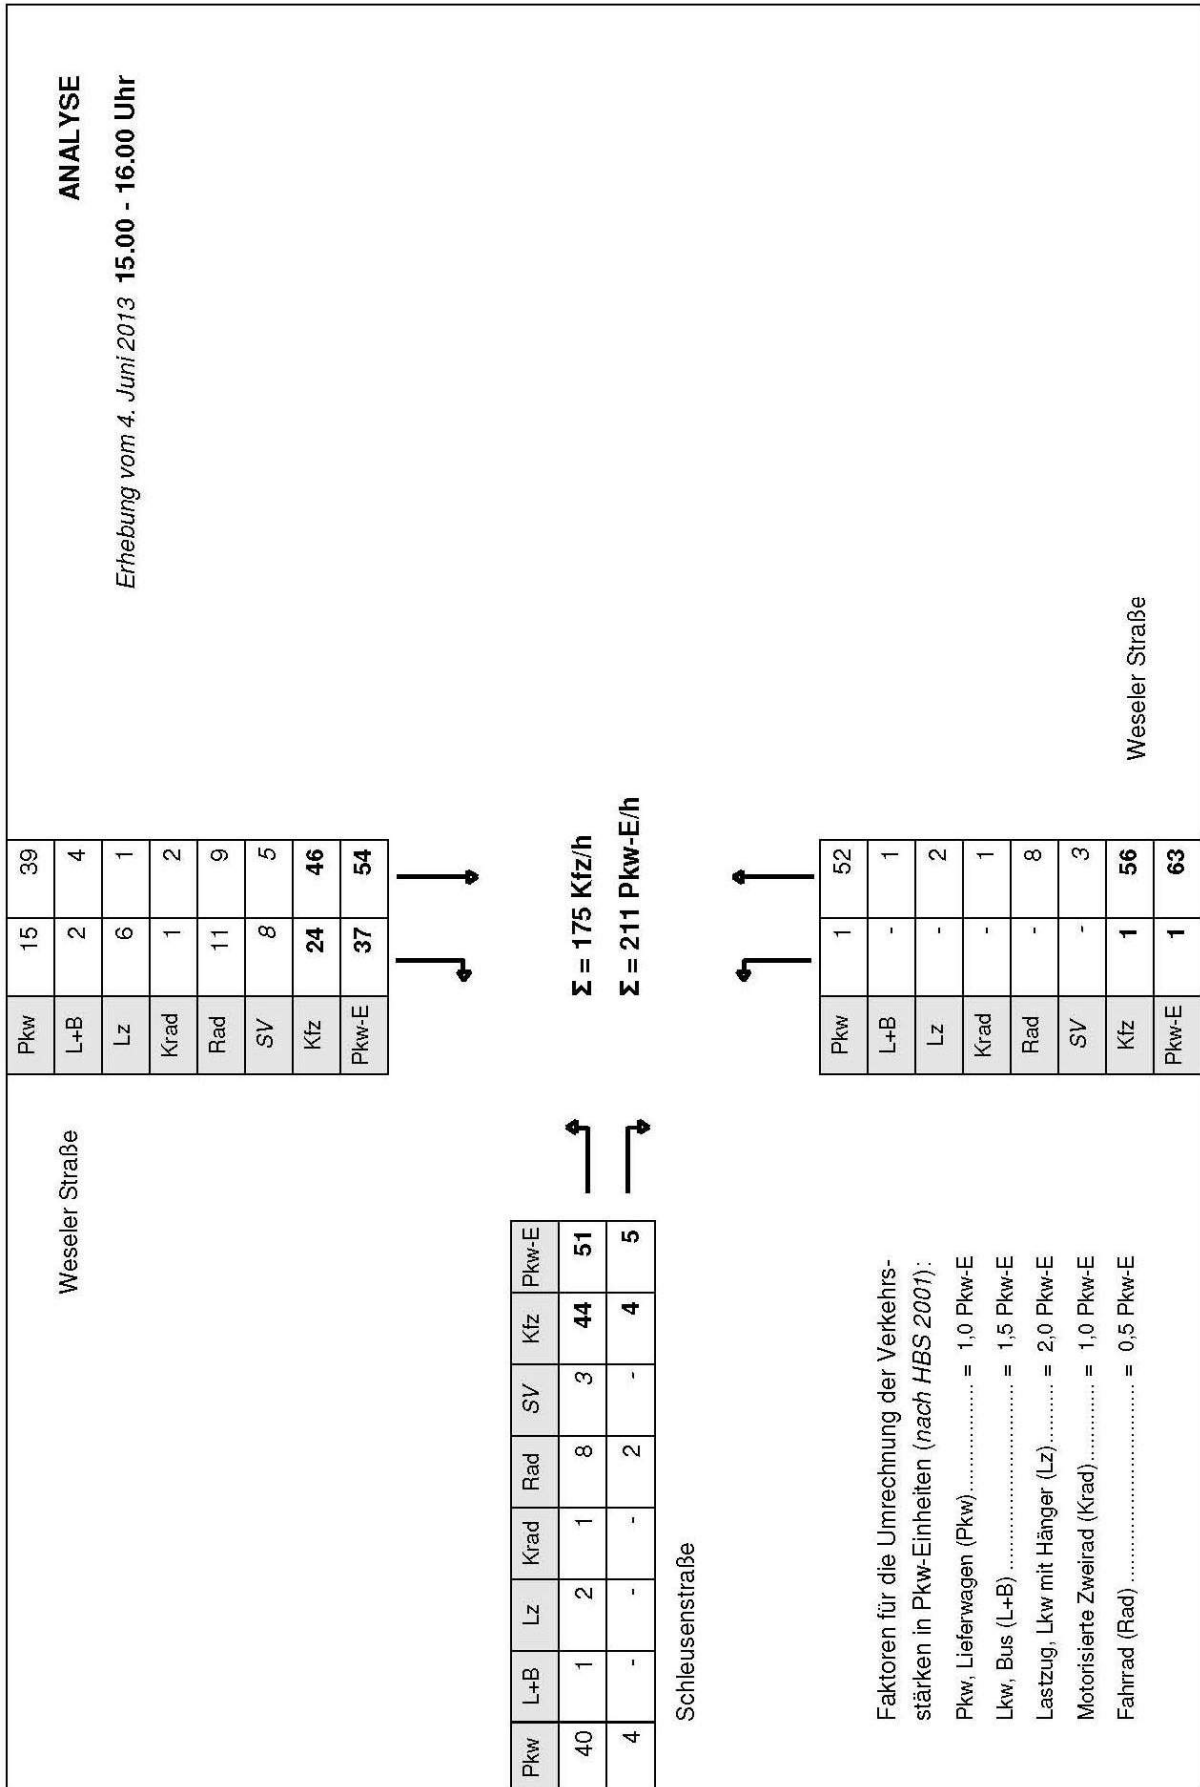 ANALYSE
Erhebung vom 4. Juni 2013 15.00 - 16.00 Uhr
Weseler Straße
Pkw 15 39
L+B 2 4
Lz 6 1
Krad 1 2
Rad 11 9
SV 8 5
Kfz 24 46
Pkw-E 37 54
Pkw L+B Lz Krad Rad SV Kfz Pkw-E
40 1 2 1 8 3 44 51
4 - - - 2 - 4 5
Schleusenstraße
Σ = 175 Kfz/h
Σ = 211 Pkw-E/h
Pkw 1 52
L+B - 1
Lz - 2
Krad - 1
Rad - 8
SV - 3
Kfz 1 56
Pkw-E 1 63
Weseler Straße
Faktoren für die Umrechnung der Verkehrs-
stärken in Pkw-Einheiten (nach HBS 2001):
Pkw, Lieferwagen (Pkw)................... = 1,0 Pkw-E
Lkw, Bus (L+B) ................................ = 1,5 Pkw-E
Lastzug, Lkw mit Hänger (Lz).......... = 2,0 Pkw-E
Motorisierte Zweirad (Krad)............. = 1,0 Pkw-E
Fahrrad (Rad) .................................. = 0,5 Pkw-E